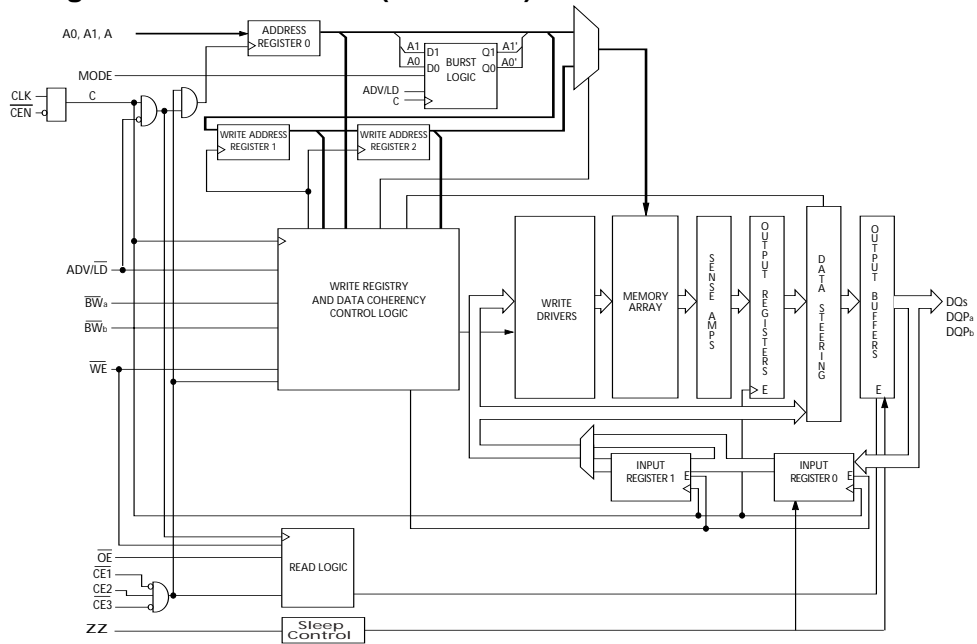 ADDRESS
REGISTER 0
A0, A1, A
A1
D1
Q1
A1'
A0
D0
Q0
A0'
BURST
LOGIC
MODE
ADV/LD
C
CLK
C
CEN
WRITE ADDRESS
REGISTER 1
WRITE ADDRESS
REGISTER 2
ADV/LD
BWa
BWb
WE
WRITE REGISTRY
AND DATA COHERENCY
CONTROL LOGIC
WRITE
DRIVERS
MEMORY
ARRAY
SENSE AMPS
OUTPUT REGISTERS
E
DATA STEERING
OUTPUT BUFFERS
E
DQs
DQPa
DQPb
INPUT
REGISTER 1
E
INPUT
REGISTER 0
E
OE
CE1
CE2
CE3
READ LOGIC
ZZ
Sleep
Control